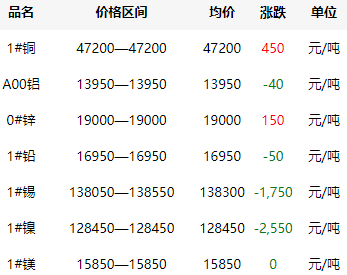 品名 价格区间 均价 涨跌 单位
1#铜 47200—47200 47200 450 元/吨
A00铝 13950—13950 13950 -40 元/吨
0#锌 19000—19000 19000 150 元/吨
1#铅 16950—16950 16950 -50 元/吨
1#锡 138050—138550 138300 -1,750 元/吨
1#镍 128450—128450 128450 -2,550 元/吨
1#镁 15850—15850 15850 0 元/吨